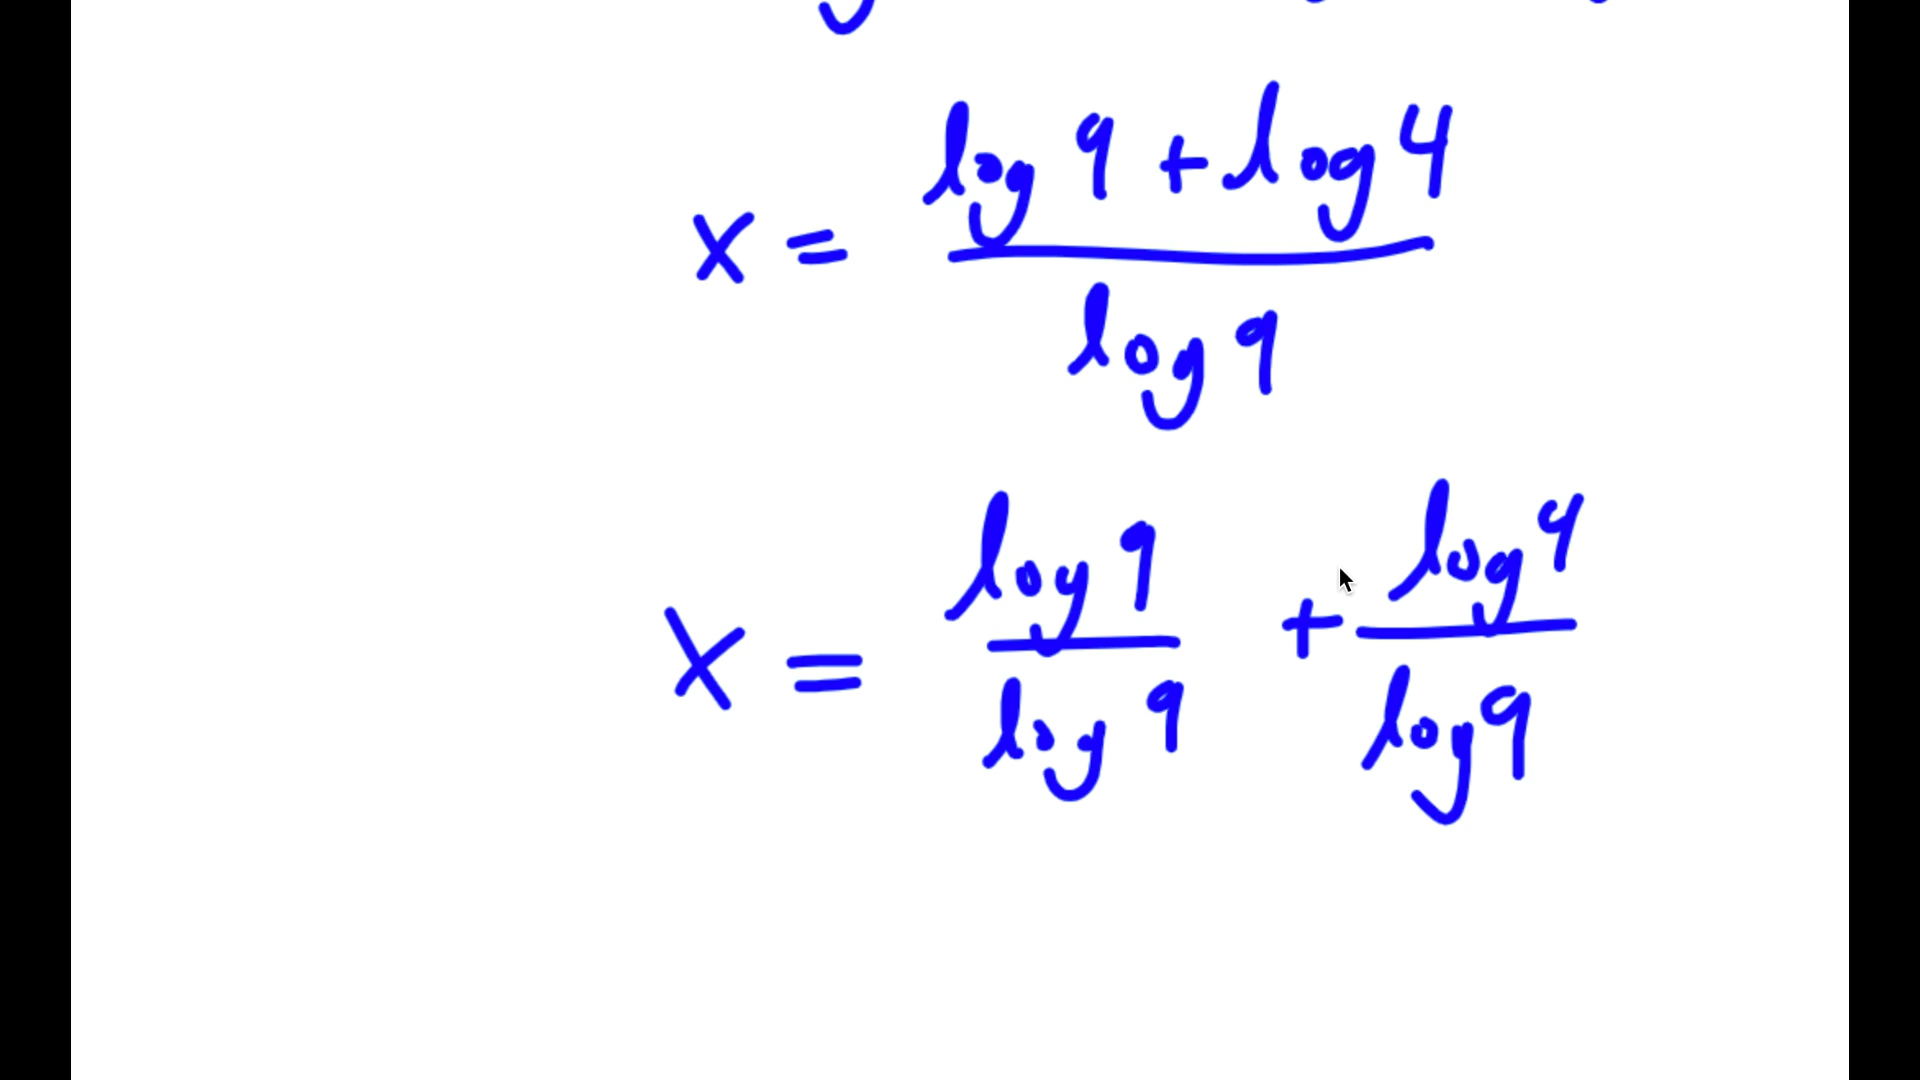 x = (log 9 + log 4) / log 9
x = log 9 / log 9 + log 4 / log 9